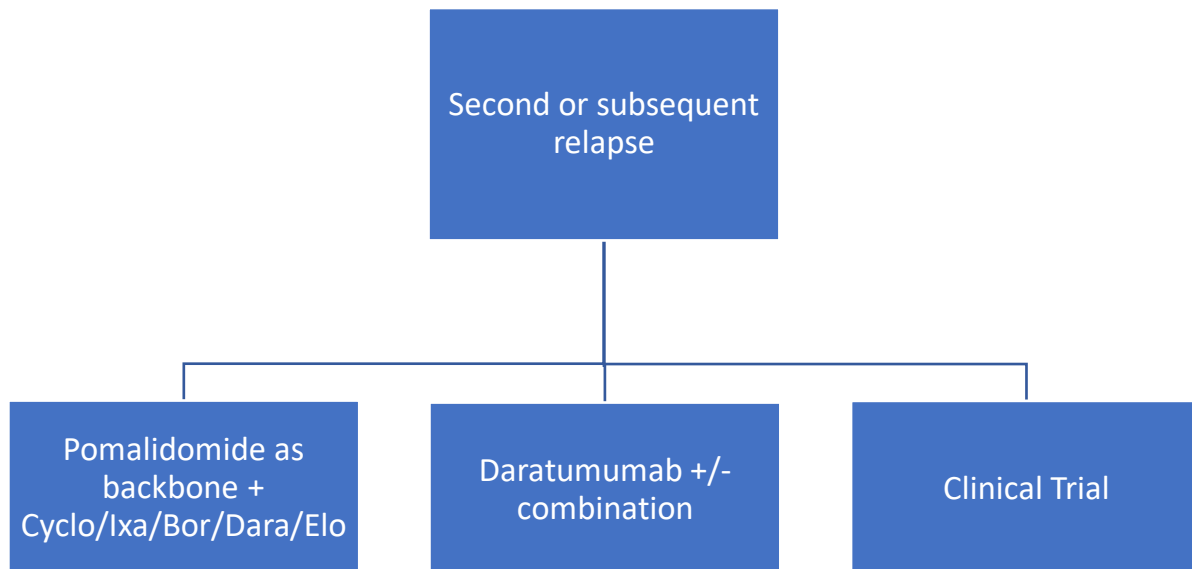 Second or subsequent
relapse
Pomalidomide as
backbone +
Cyclo/Ixa/Bor/Dara/Elo
Daratumumab +/-
combination
Clinical Trial